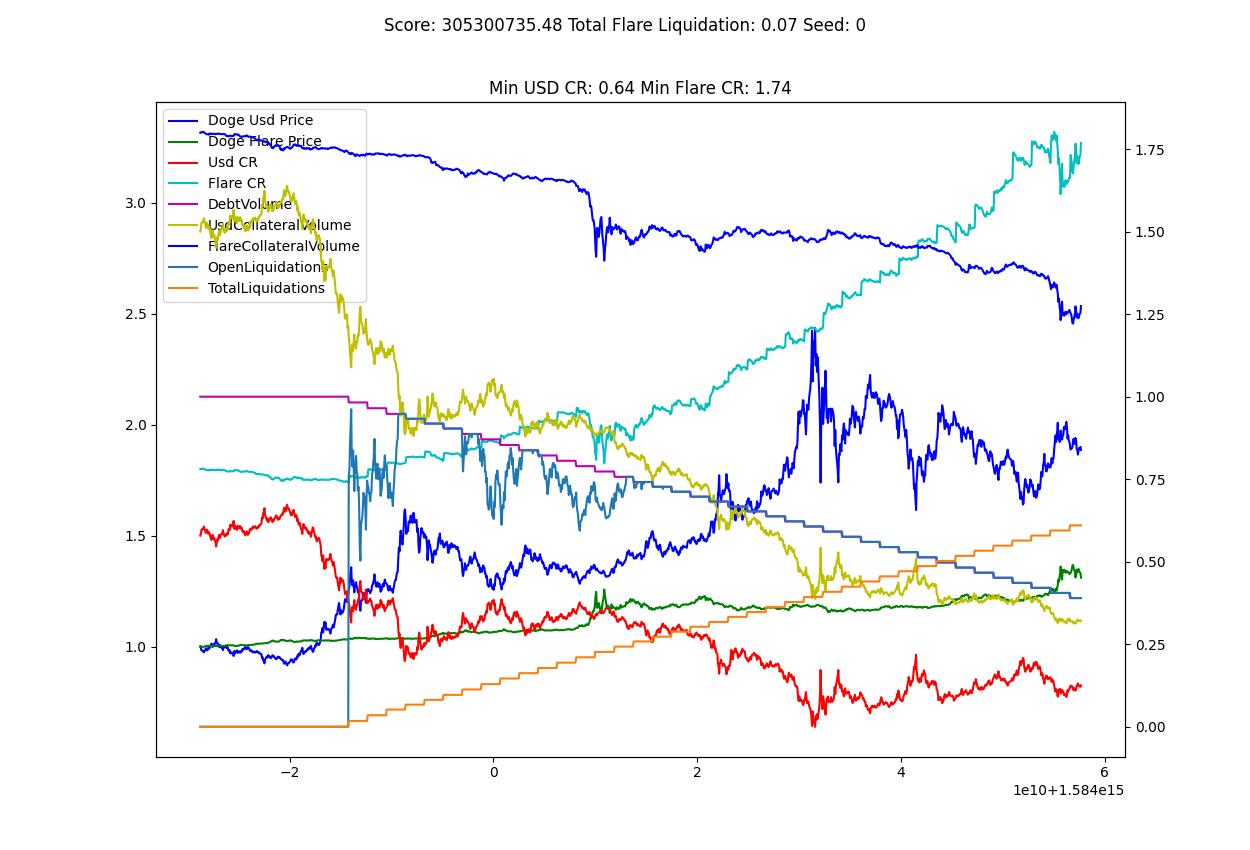 Score: 305300735.48 Total Flare Liquidation: 0.07 Seed: 0
Min USD CR: 0.64 Min Flare CR: 1.74
Doge Usd Price
Doge Flare Price
Usd CR
Flare CR
DebtVolume
UsdCollateralVolume
FlareCollateralVolume
OpenLiquidations
TotalLiquidations
3.0
2.5
2.0
1.5
1.0
1.75
1.50
1.25
1.00
0.75
0.50
0.25
0.00
−2 0 2 4 6
1e10+1.584e15